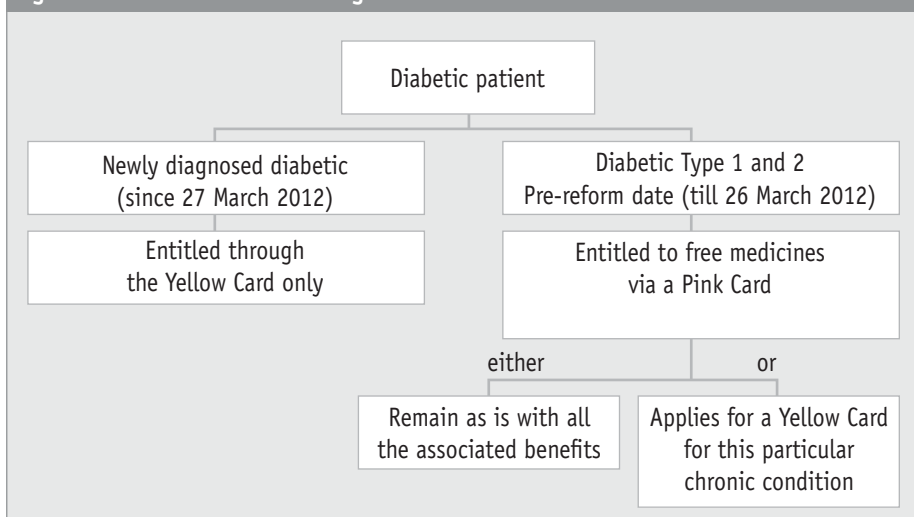 Diabetic patient
Newly diagnosed diabetic
(since 27 March 2012)
Diabetic Type 1 and 2
Pre-reform date (till 26 March 2012)
Entitled through
the Yellow Card only
Entitled to free medicines
via a Pink Card
either
or
Remain as is with all
the associated benefits
Applies for a Yellow Card
for this particular
chronic condition